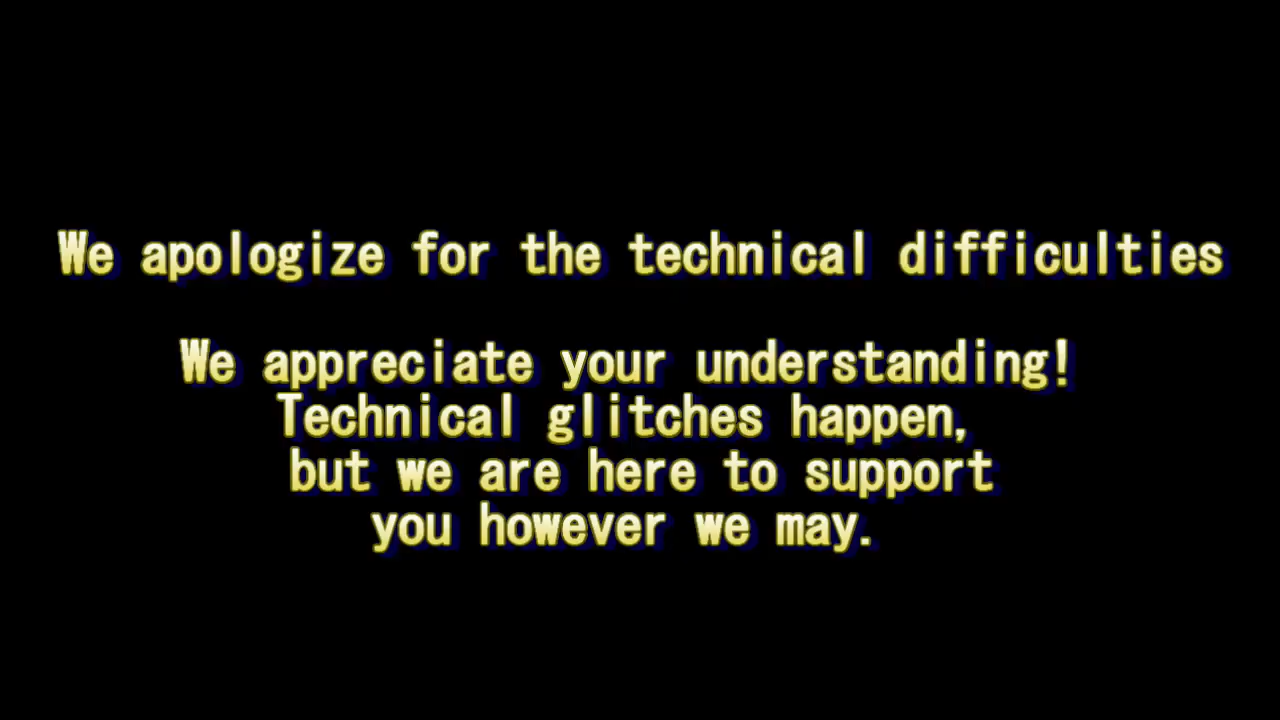 We apologize for the technical difficulties
We appreciate your understanding!
Technical glitches happen,
but we are here to support
you however we may.